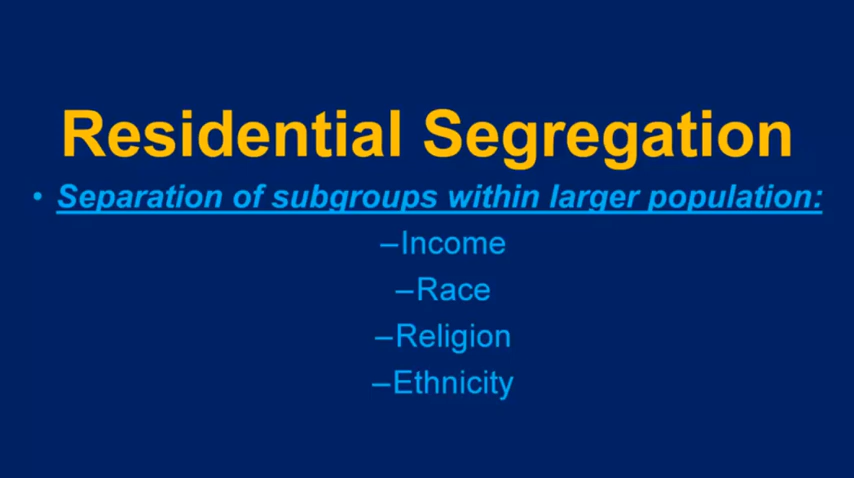 Residential Segregation
• Separation of subgroups within larger population:
–Income
–Race
–Religion
–Ethnicity